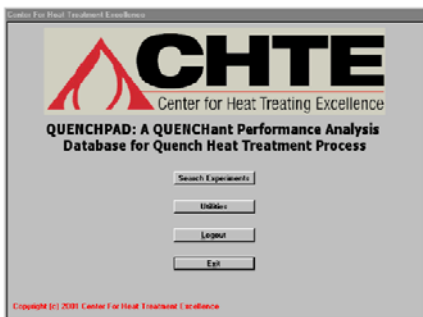 Center For Heat Treatment Excellence
CHTE
Center for Heat Treating Excellence
QUENCHPAD: A QUENCHant Performance Analysis
Database for Quench Heat Treatment Process
Search Experiments
Utilities
Logout
Exit
Copyright (c) 2001 Center For Heat Treatment Excellence